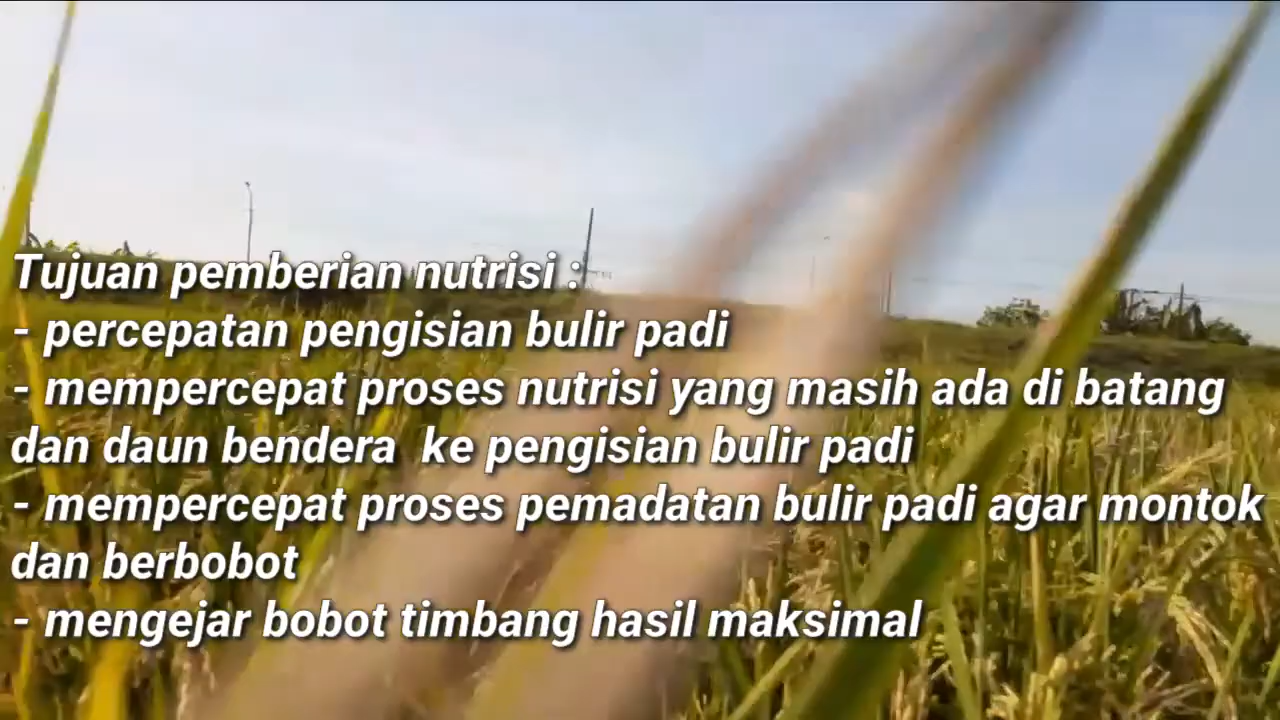 Tujuan pemberian nutrisi :
- percepatan pengisian bulir padi
- mempercepat proses nutrisi yang masih ada di batang
dan daun bendera ke pengisian bulir padi
- mempercepat proses pemadatan bulir padi agar montok
dan berbobot
- mengejar bobot timbang hasil maksimal